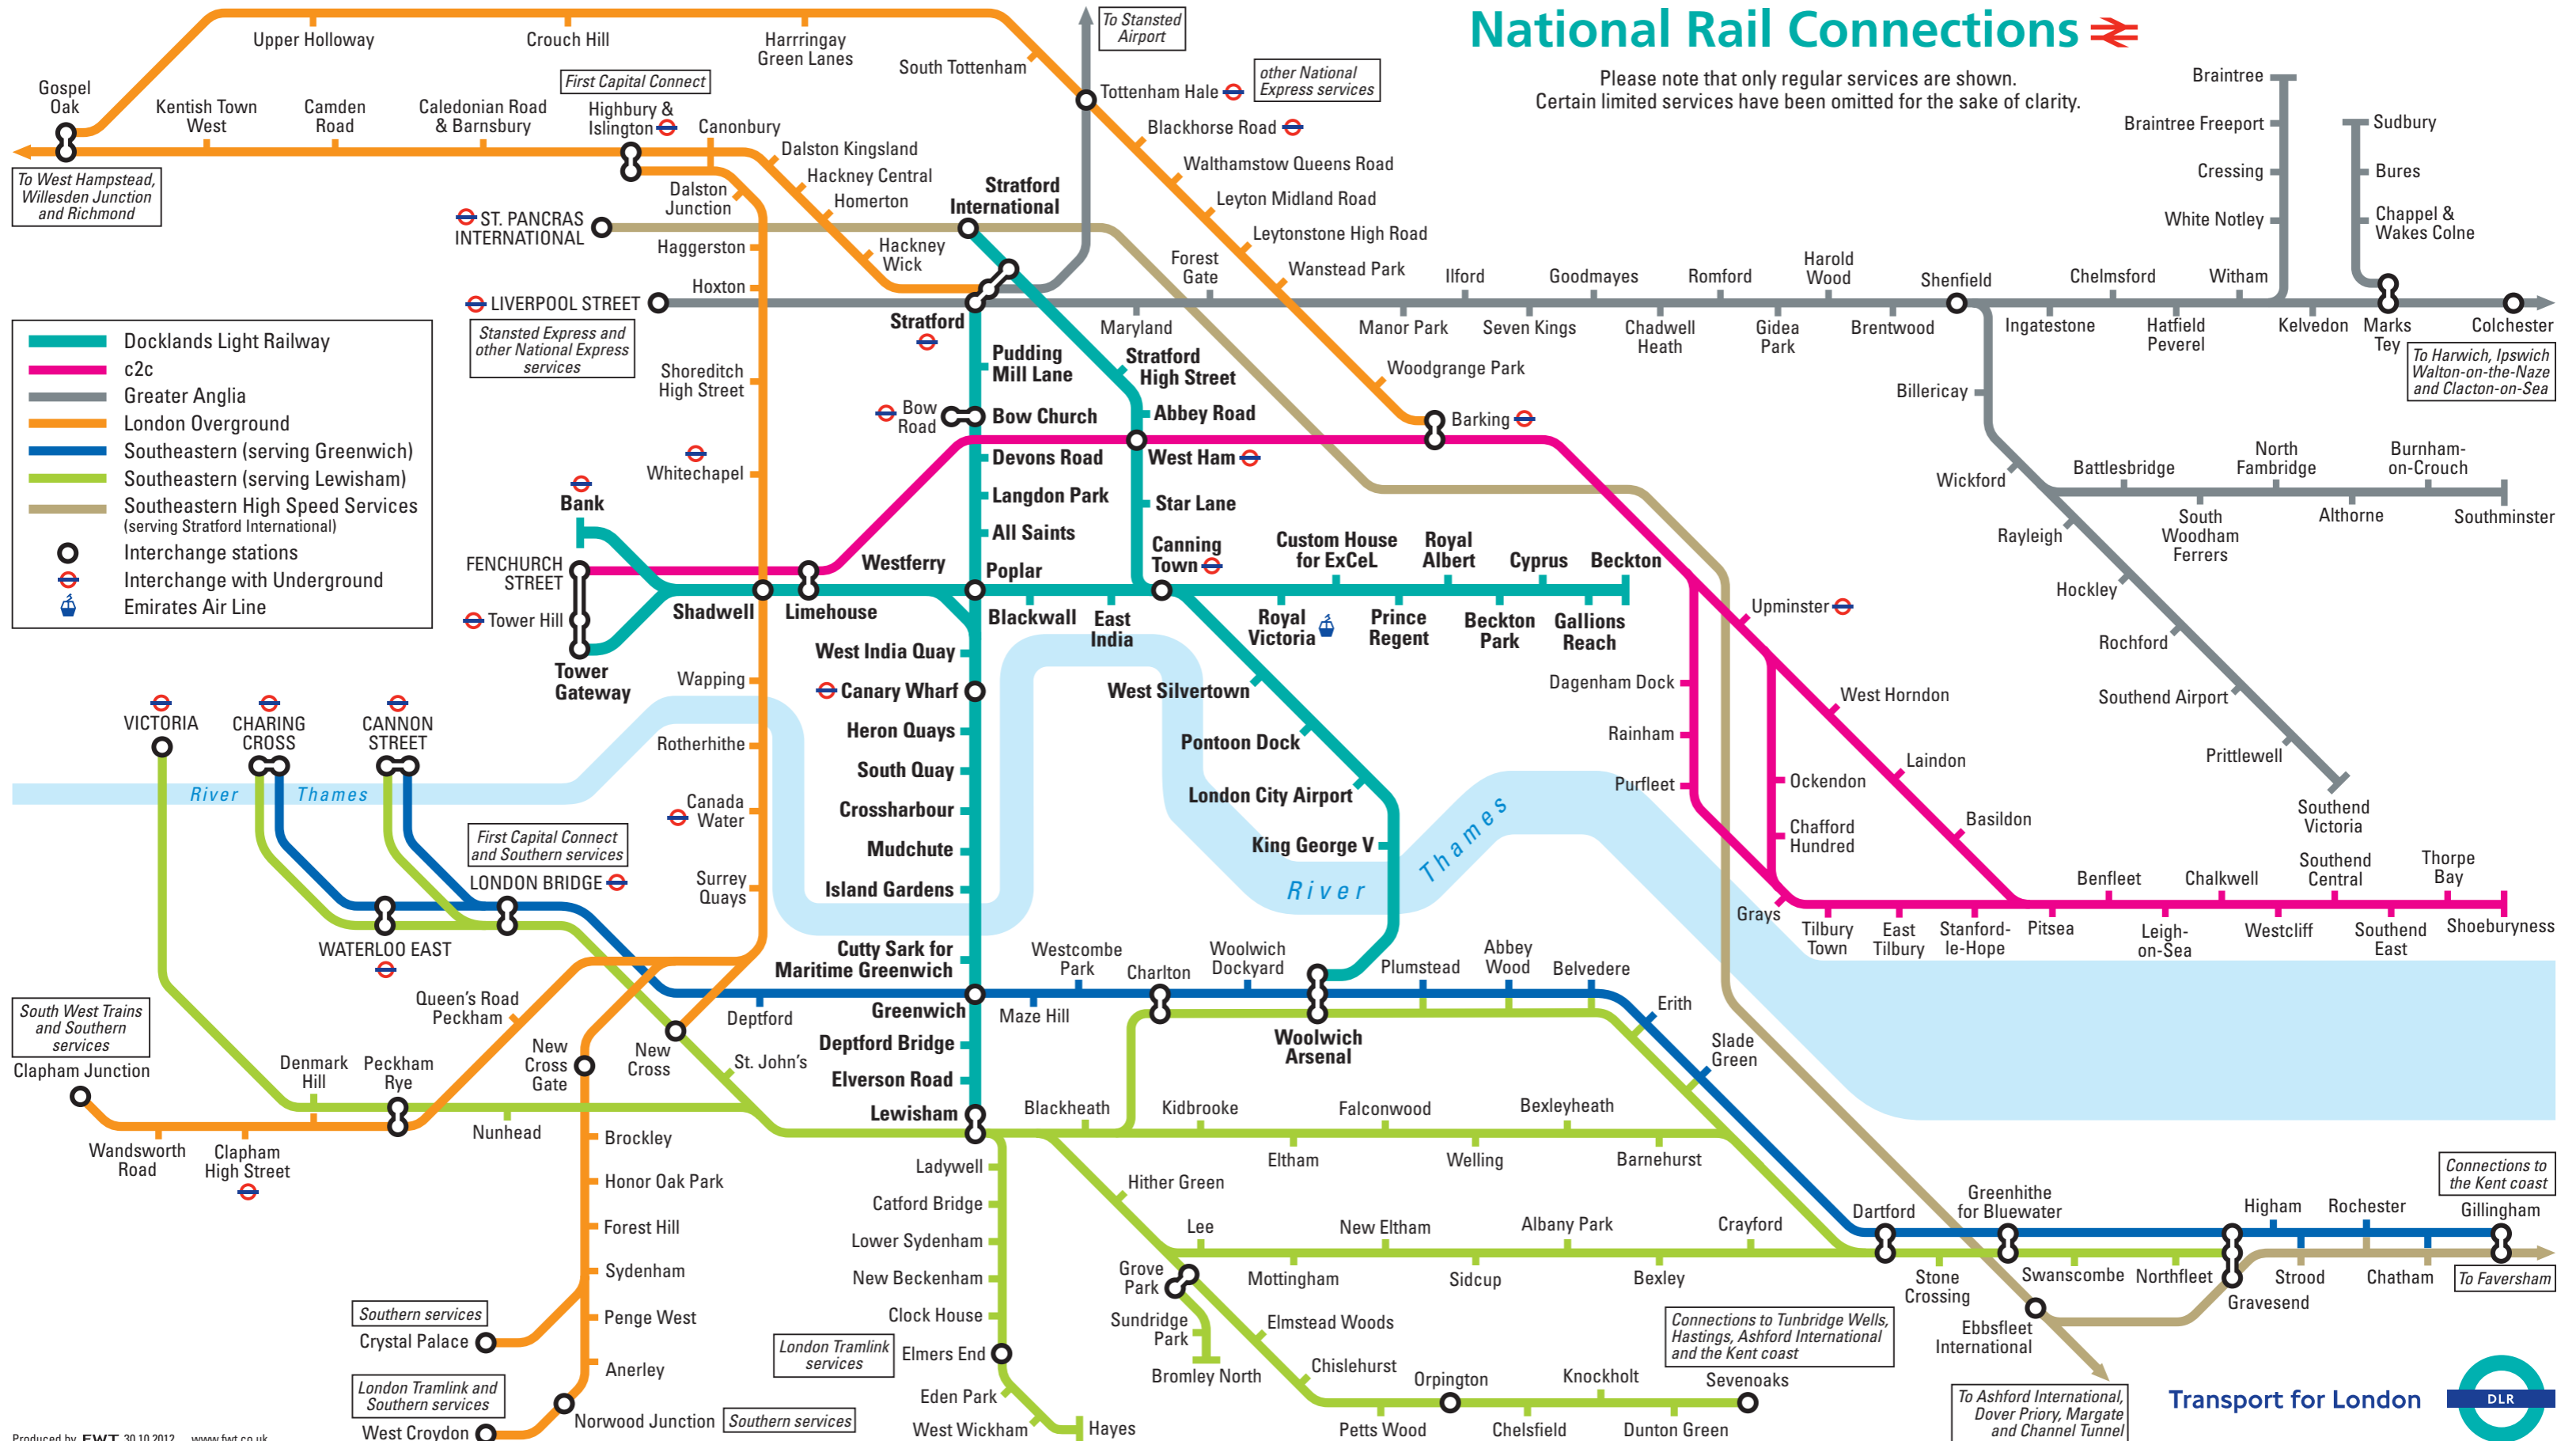 National Rail Connections
Please note that only regular services are shown.
Certain limited services have been omitted for the sake of clarity.
To Stansted
Airport
Upper Holloway
Crouch Hill
Harrringay
Green Lanes
South Tottenham
Tottenham Hale
other National
Express services
Blackhorse Road
Walthamstow Queens Road
Leyton Midland Road
Leytonstone High Road
Wanstead Park
Woodgrange Park
Barking
Gospel
Oak
Kentish Town
West
Camden
Road
Caledonian Road
& Barnsbury
First Capital Connect
Highbury &
Islington
Canonbury
Dalston Kingsland
Hackney Central
Homerton
Hackney
Wick
To West Hampstead,
Willesden Junction
and Richmond
Dalston
Junction
Haggerston
Hoxton
Shoreditch
High Street
Whitechapel
ST. PANCRAS
INTERNATIONAL
Stratford
International
LIVERPOOL STREET
Stansted Express and
other National Express
services
Stratford
Maryland
Forest
Gate
Manor Park
Ilford
Seven Kings
Goodmayes
Chadwell
Heath
Romford
Gidea
Park
Harold
Wood
Brentwood
Shenfield
Ingatestone
Chelmsford
Hatfield
Peverel
Witham
Kelvedon
Marks
Tey
Colchester
To Harwich, Ipswich
Walton-on-the-Naze
and Clacton-on-Sea
Braintree
Braintree Freeport
Cressing
White Notley
Sudbury
Bures
Chappel &
Wakes Colne
Billericay
Wickford
Battlesbridge
South
Woodham
Ferrers
North
Fambridge
Althorne
Burnham-
on-Crouch
Southminster
Rayleigh
Hockley
Rochford
Southend Airport
Prittlewell
Southend
Victoria
Docklands Light Railway
c2c
Greater Anglia
London Overground
Southeastern (serving Greenwich)
Southeastern (serving Lewisham)
Southeastern High Speed Services
(serving Stratford International)
Interchange stations
Interchange with Underground
Emirates Air Line
Pudding
Mill Lane
Bow
Road
Bow Church
Devons Road
Langdon Park
All Saints
Stratford
High Street
Abbey Road
West Ham
Star Lane
Canning
Town
Bank
FENCHURCH
STREET
Tower Hill
Tower
Gateway
Shadwell
Limehouse
Westferry
Poplar
Blackwall
East
India
Custom House
for ExCeL
Royal
Albert
Cyprus
Beckton
Royal
Victoria
Prince
Regent
Beckton
Park
Gallions
Reach
West India Quay
Canary Wharf
Heron Quays
South Quay
Crossharbour
Mudchute
Island Gardens
Cutty Sark for
Maritime Greenwich
Greenwich
Deptford Bridge
Elverson Road
Lewisham
West Silvertown
Pontoon Dock
London City Airport
King George V
River
Thames
Upminster
West Horndon
Laindon
Basildon
Dagenham Dock
Rainham
Purfleet
Ockendon
Chafford
Hundred
Grays
Tilbury
Town
East
Tilbury
Stanford-
le-Hope
Pitsea
Benfleet
Leigh-
on-Sea
Chalkwell
Westcliff
Southend
Central
Southend
East
Thorpe
Bay
Shoeburyness
Wapping
Rotherhithe
Canada
Water
Surrey
Quays
VICTORIA
CHARING
CROSS
CANNON
STREET
River
Thames
First Capital Connect
and Southern services
LONDON BRIDGE
WATERLOO EAST
Queen's Road
Peckham
South West Trains
and Southern
services
Clapham Junction
Denmark
Hill
Peckham
Rye
Wandsworth
Road
Clapham
High Street
Nunhead
New
Cross
Gate
New
Cross
St. John's
Deptford
Maze Hill
Westcombe
Park
Charlton
Woolwich
Dockyard
Woolwich
Arsenal
Plumstead
Abbey
Wood
Belvedere
Erith
Slade
Green
Brockley
Honor Oak Park
Forest Hill
Sydenham
Penge West
Anerley
Southern services
Crystal Palace
London Tramlink and
Southern services
West Croydon
Norwood Junction
Southern services
Blackheath
Kidbrooke
Eltham
Falconwood
Welling
Bexleyheath
Barnehurst
Ladywell
Catford Bridge
Lower Sydenham
New Beckenham
Clock House
London Tramlink
services
Elmers End
Eden Park
West Wickham
Hayes
Hither Green
Lee
Mottingham
New Eltham
Sidcup
Albany Park
Bexley
Crayford
Grove
Park
Sundridge
Park
Bromley North
Elmstead Woods
Chislehurst
Petts Wood
Orpington
Chelsfield
Knockholt
Dunton Green
Sevenoaks
Connections to Tunbridge Wells,
Hastings, Ashford International
and the Kent coast
Dartford
Stone
Crossing
Greenhithe
for Bluewater
Swanscombe
Northfleet
Gravesend
Higham
Strood
Rochester
Chatham
Gillingham
Connections to
the Kent coast
To Faversham
Ebbsfleet
International
To Ashford International,
Dover Priory, Margate
and Channel Tunnel
Transport for London
DLR
Produced by FWT 30.10.2012 www.fwt.co.uk